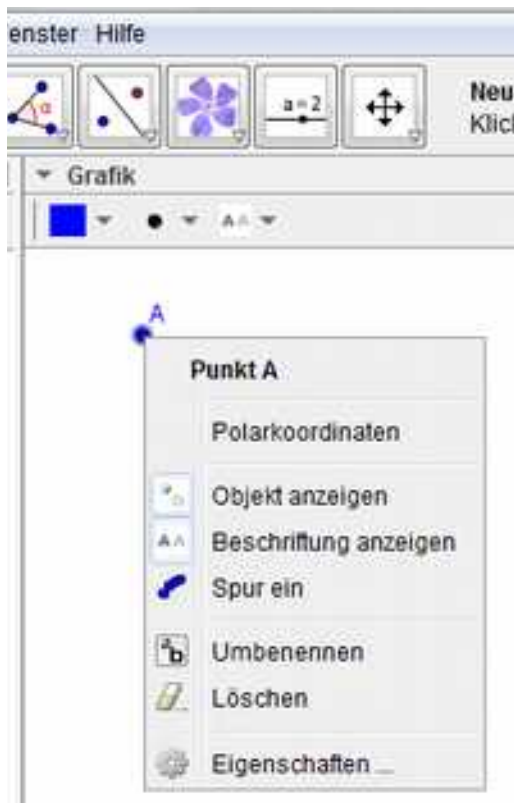 enster Hilfe
α
a=2
Neu
Klic
Grafik
A A
A
Punkt A
Polarkoordinaten
Objekt anzeigen
A A
Beschriftung anzeigen
Spur ein
a b
Umbenennen
Löschen
Eigenschaften ...